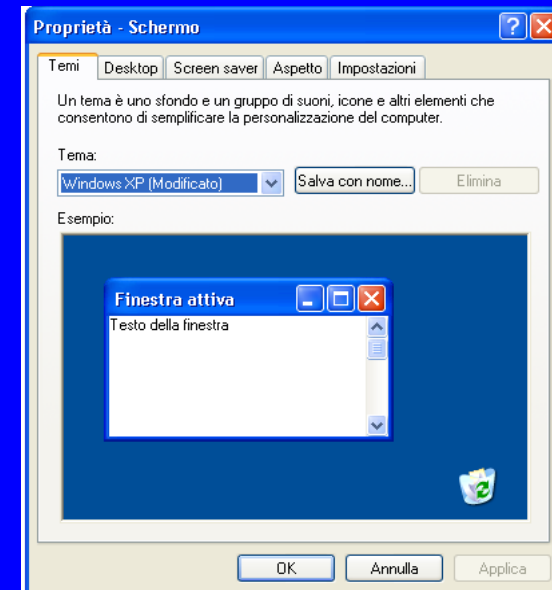 Proprietà - Schermo
Temi Desktop Screen saver Aspetto Impostazioni
Un tema è uno sfondo e un gruppo di suoni, icone e altri elementi che
consentono di semplificare la personalizzazione del computer.
Tema:
Windows XP (Modificato) Salva con nome... Elimina
Esempio:
Finestra attiva
Testo della finestra
OK Annulla Applica